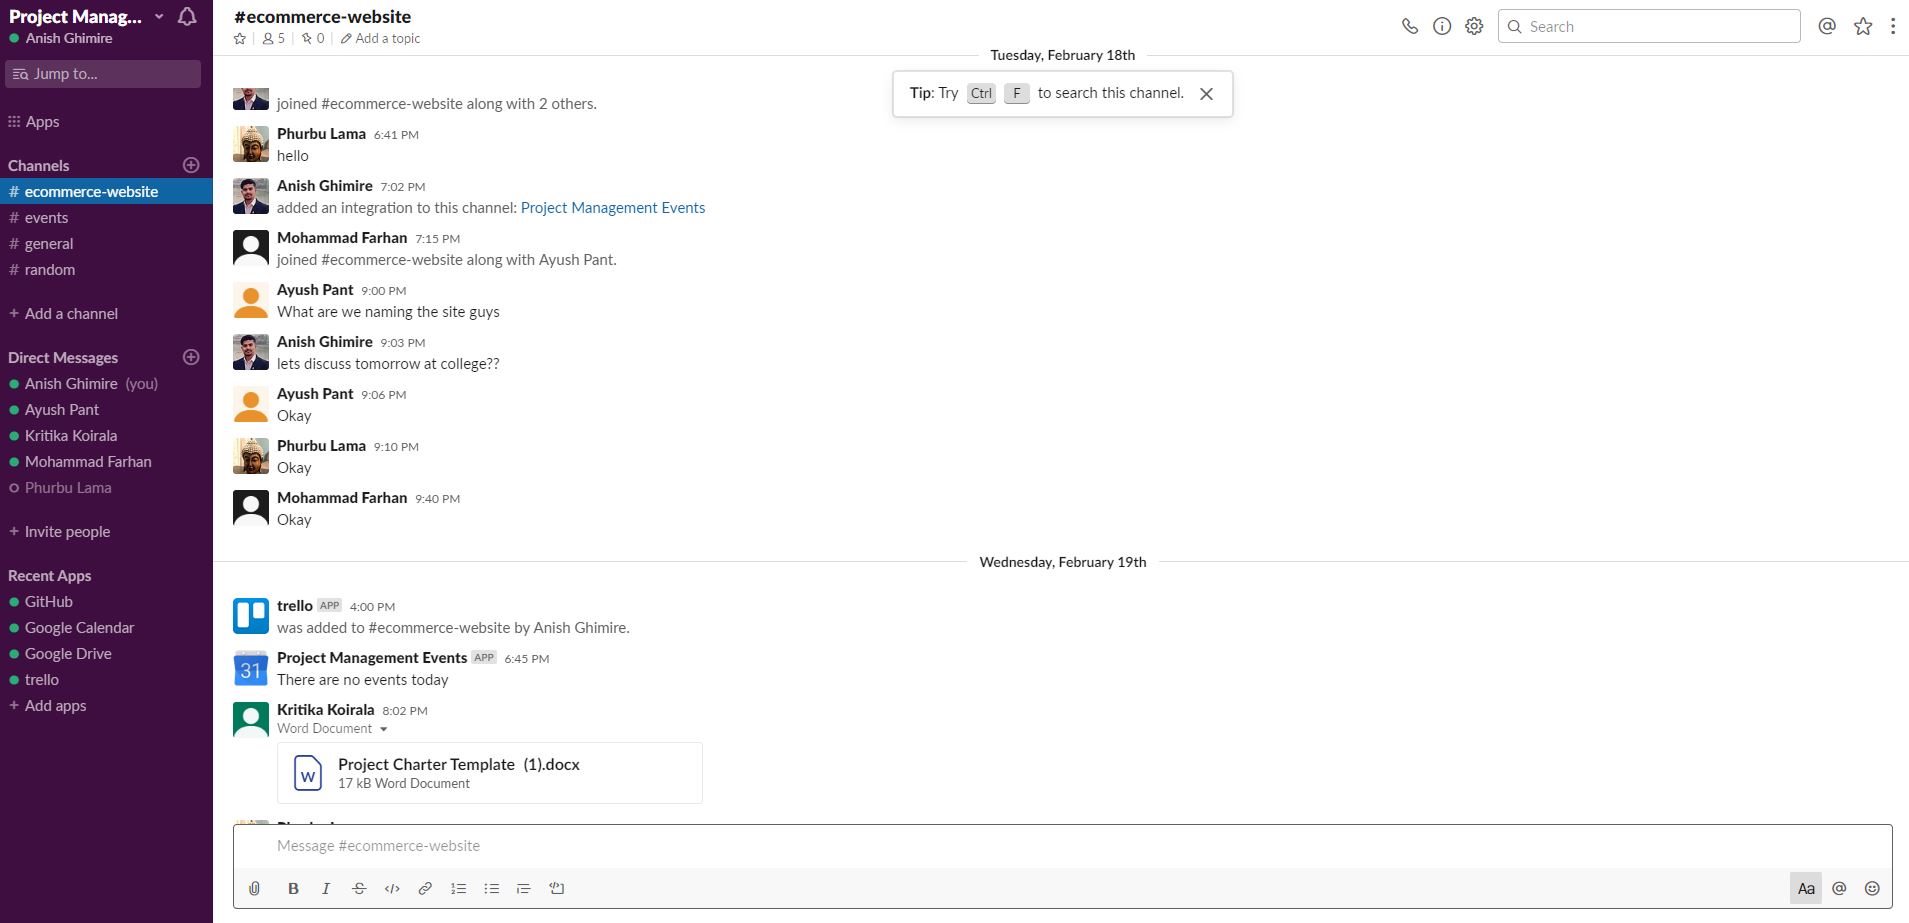 Project Manag...
Anish Ghimire
Jump to...
Apps
Channels
# ecommerce-website
# events
# general
# random
+ Add a channel
Direct Messages
Anish Ghimire (you)
Ayush Pant
Kritika Koirala
Mohammad Farhan
Phurbu Lama
+ Invite people
Recent Apps
GitHub
Google Calendar
Google Drive
trello
+ Add apps
#ecommerce-website
5 | 0 | Add a topic
Search
Tuesday, February 18th
Tip: Try Ctrl F to search this channel.
joined #ecommerce-website along with 2 others.
Phurbu Lama 6:41 PM
hello
Anish Ghimire 7:02 PM
added an integration to this channel: Project Management Events
Mohammad Farhan 7:15 PM
joined #ecommerce-website along with Ayush Pant.
Ayush Pant 9:00 PM
What are we naming the site guys
Anish Ghimire 9:03 PM
lets discuss tomorrow at college??
Ayush Pant 9:06 PM
Okay
Phurbu Lama 9:10 PM
Okay
Mohammad Farhan 9:40 PM
Okay
Wednesday, February 19th
trello APP 4:00 PM
was added to #ecommerce-website by Anish Ghimire.
31
Project Management Events APP 6:45 PM
There are no events today
Kritika Koirala 8:02 PM
Word Document
W
Project Charter Template (1).docx
17 kB Word Document
Message #ecommerce-website
B I S </> Aa @